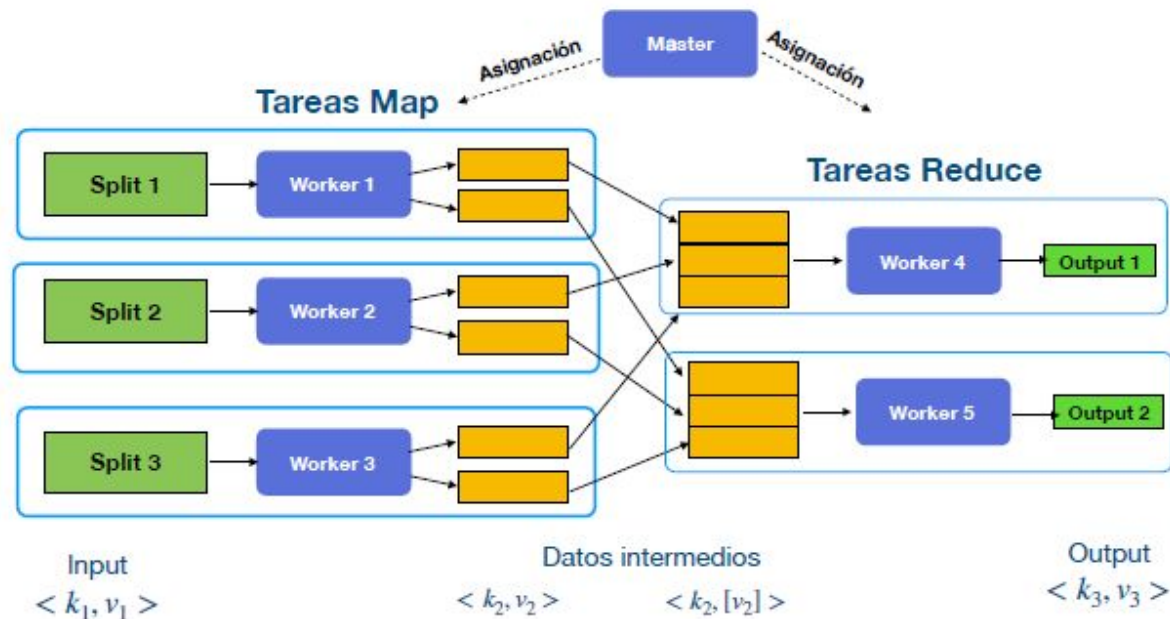 Master
Asignación
Asignación
Tareas Map
Split 1
Worker 1
Split 2
Worker 2
Split 3
Worker 3
Tareas Reduce
Worker 4
Output 1
Worker 5
Output 2
Input
< k₁, v₁ >
Datos intermedios
< k₂, v₂ >
< k₂, [v₂] >
Output
< k₃, v₃ >